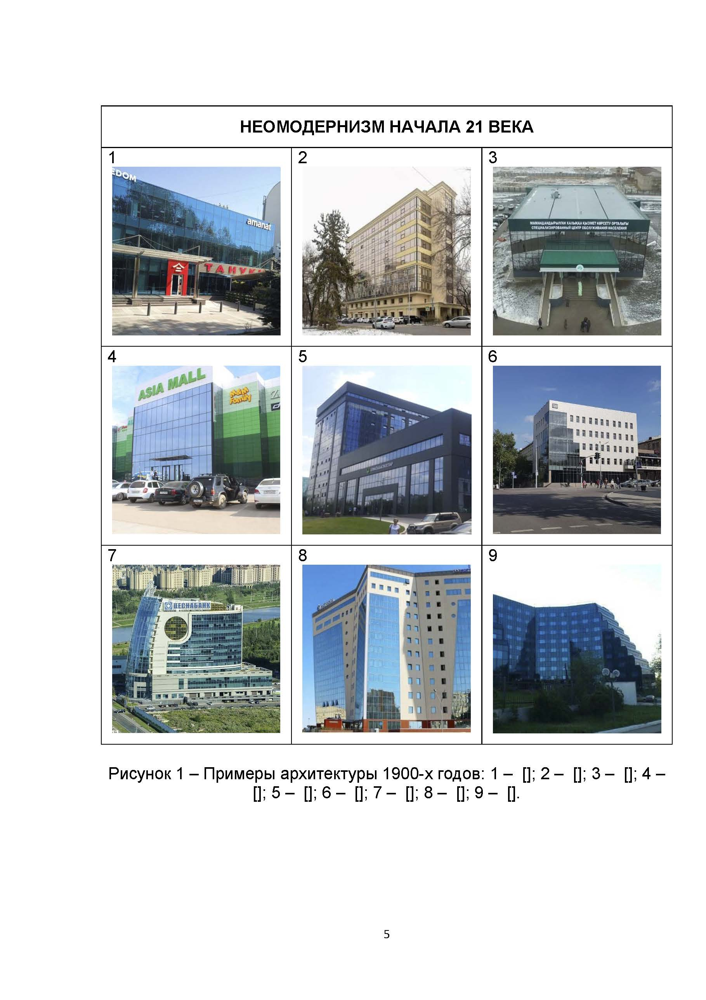 НЕОМОДЕРНИЗМ НАЧАЛА 21 ВЕКА
1
2
3
EDOM
amanat
ТАНУКИ
МАМАНДАНДЫРЫЛҒАН ХАЛЫҚҚА ҚЫЗМЕТ КӨРСЕТУ ОРТАЛЫҒЫ
СПЕЦИАЛИЗИРОВАННЫЙ ЦЕНТР ОБСЛУЖИВАНИЯ НАСЕЛЕНИЯ
4
5
6
ASIA MALL
M&M
Family
7
8
9
ЦЕСНАБАНК
КАЗМОРТ
Рисунок 1 – Примеры архитектуры 1900-х годов: 1 – []; 2 – []; 3 – []; 4 –
[]; 5 – []; 6 – []; 7 – []; 8 – []; 9 – [].
5